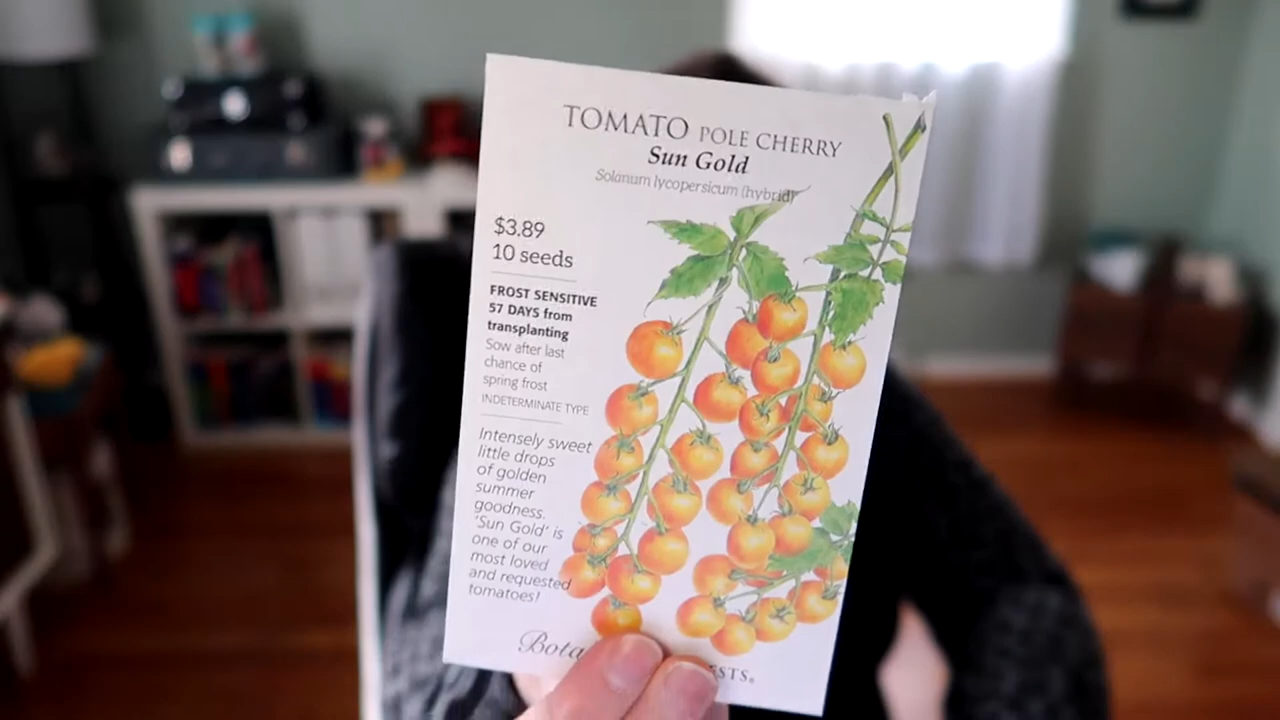 TOMATO POLE CHERRY
Sun Gold
Solanum lycopersicum (hybrid)
$3.89
10 seeds
FROST SENSITIVE
57 DAYS from
transplanting
Sow after last
chance of
spring frost
INDETERMINATE TYPE
Intensely sweet
little drops
of golden
summer
goodness.
'Sun Gold' is
one of our
most loved
and requested
tomatoes!